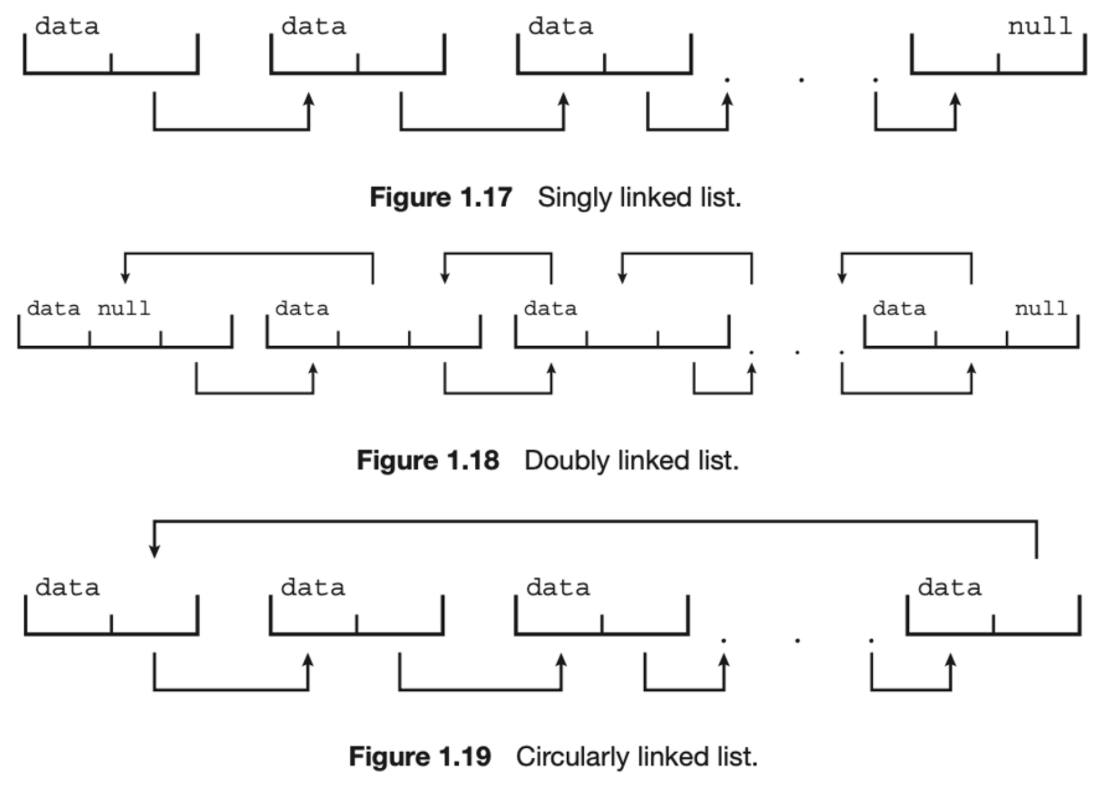 data data data null
Figure 1.17 Singly linked list.
data null data data data null
Figure 1.18 Doubly linked list.
data data data data
Figure 1.19 Circularly linked list.